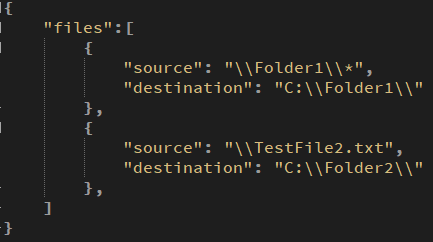 {
"files":[
{
"source": "\\Folder1\\*",
"destination": "C:\\Folder1\\"
},
{
"source": "\\TestFile2.txt",
"destination": "C:\\Folder2\\"
},
]
}